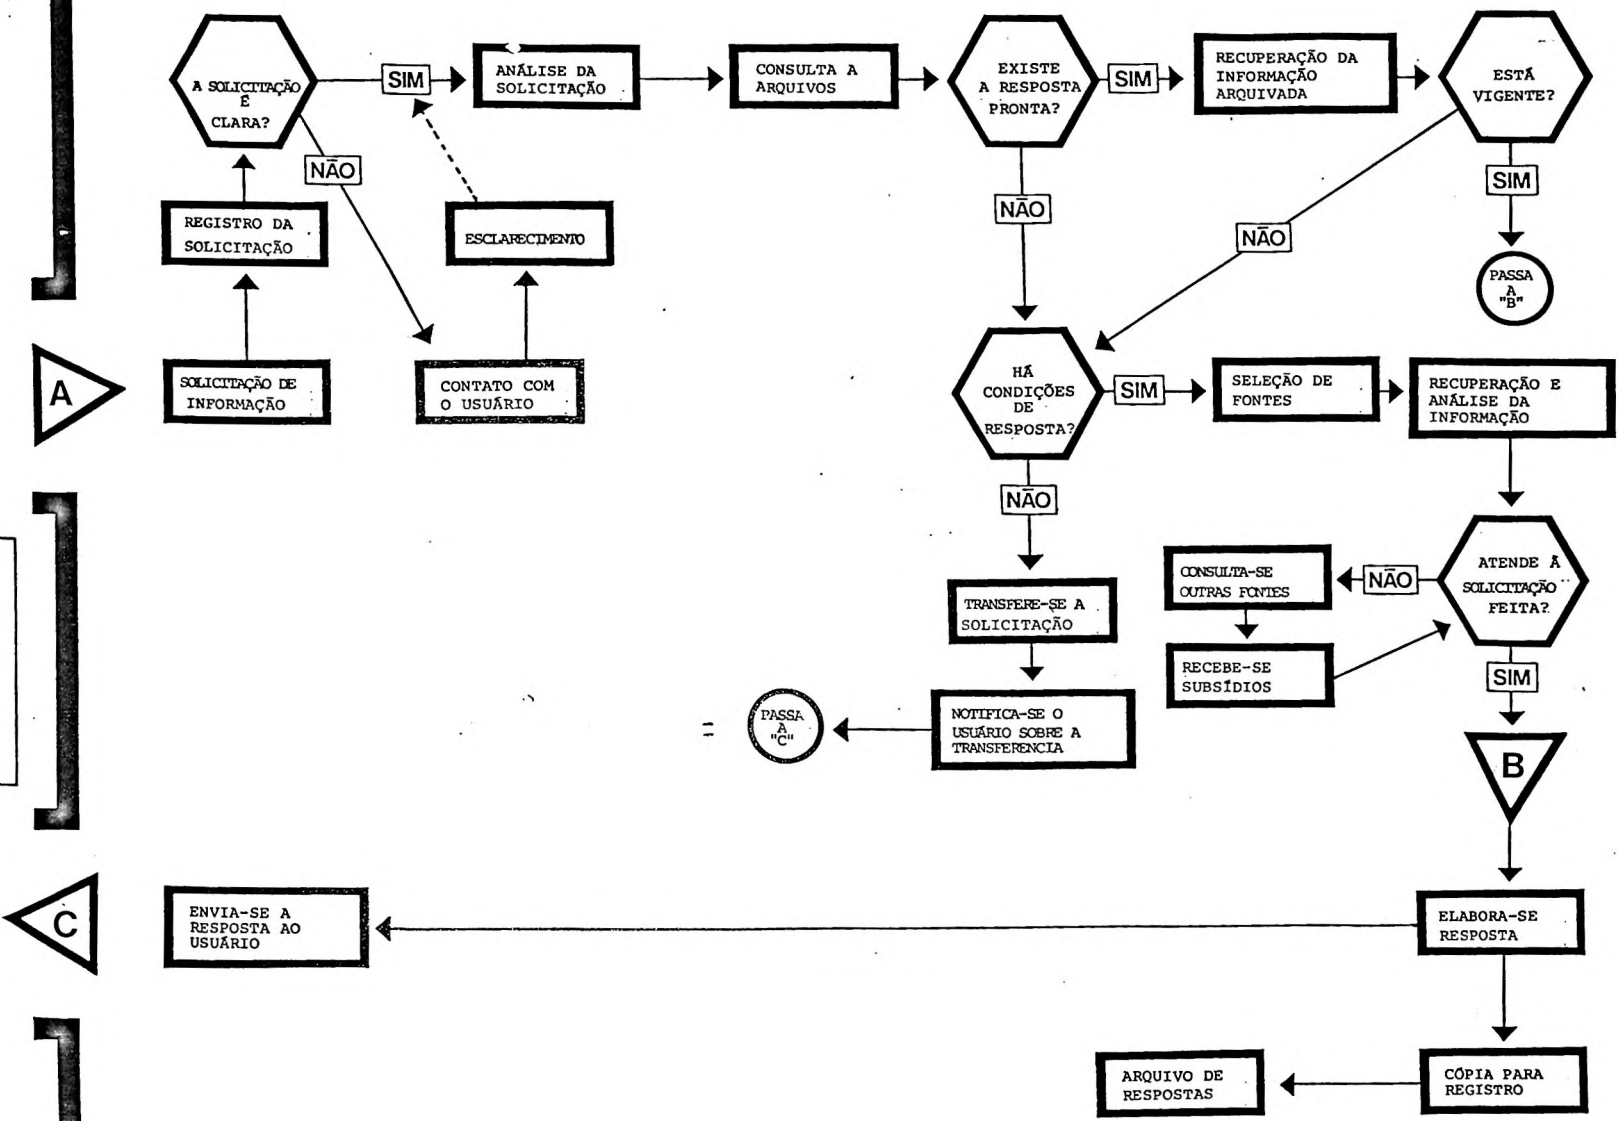 A SOLICITAÇÃO
É
CLARA?
SIM
ANÁLISE DA
SOLICITAÇÃO
CONSULTA A
ARQUIVOS
EXISTE
A RESPOSTA
PRONTA?
SIM
RECUPERAÇÃO DA
INFORMAÇÃO
ARQUIVADA
ESTÁ
VIGENTE?
NÃO
SIM
NÃO
REGISTRO DA
SOLICITAÇÃO
ESCLARECIMENTO
NÃO
PASSA
A
"B"
A
SOLICITAÇÃO DE
INFORMAÇÃO
CONTATO COM
O USUÁRIO
HÁ
CONDIÇÕES
DE
RESPOSTA?
SIM
SELEÇÃO DE
FONTES
RECUPERAÇÃO E
ANÁLISE DA
INFORMAÇÃO
NÃO
CONSULTA-SE
OUTRAS FONTES
NÃO
ATENDE À
SOLICITAÇÃO
FEITA?
TRANSFERE-SE A
SOLICITAÇÃO
RECEBE-SE
SUBSÍDIOS
SIM
PASSA
A
"C"
NOTIFICA-SE O
USUÁRIO SOBRE A
TRANSFERENCIA
B
C
ENVIA-SE A
RESPOSTA AO
USUÁRIO
ELABORA-SE
RESPOSTA
ARQUIVO DE
RESPOSTAS
CÓPIA PARA
REGISTRO